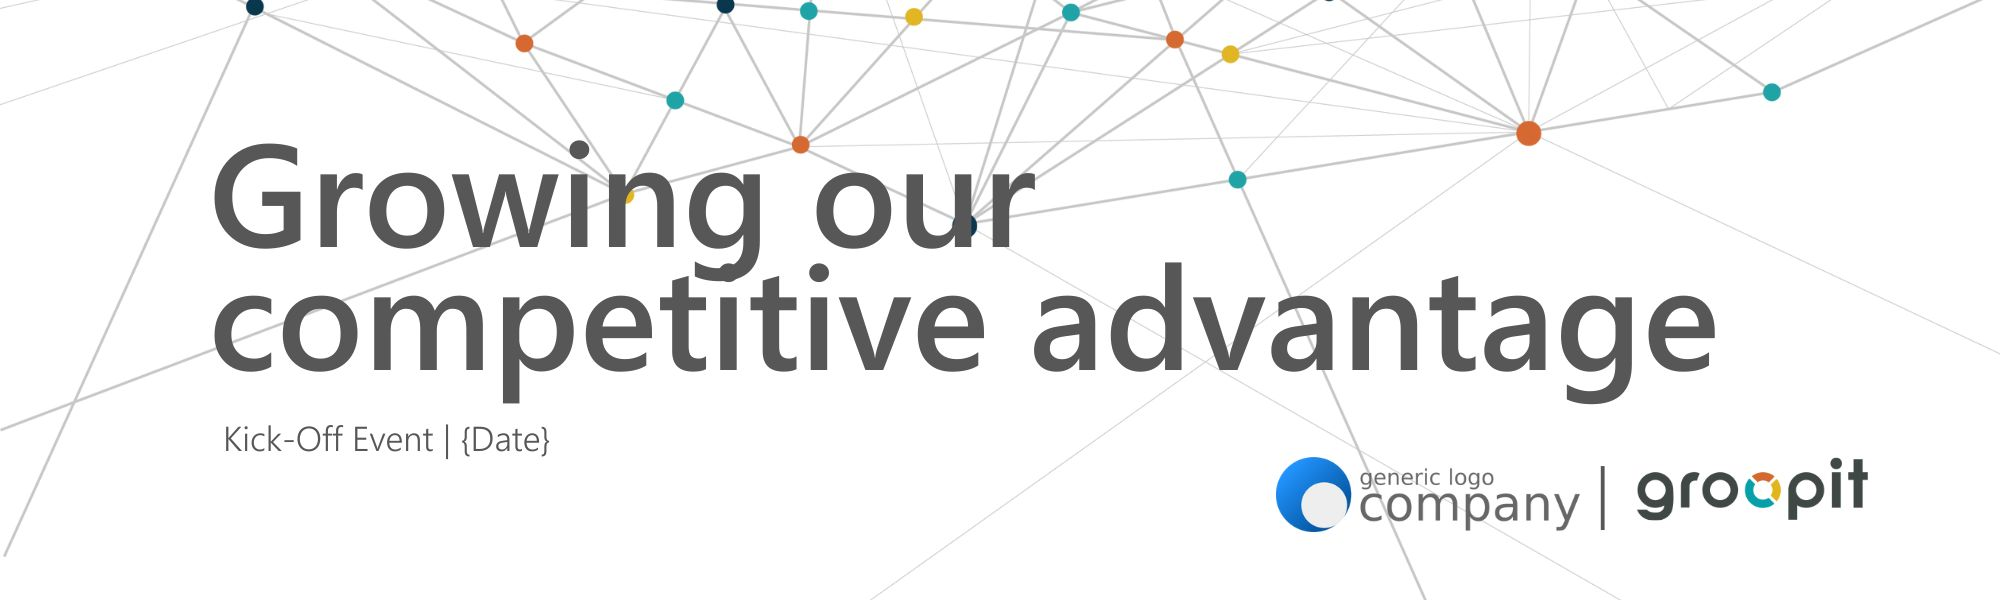 Growing our
competitive advantage
Kick-Off Event | {Date}
generic logo
company | groopit